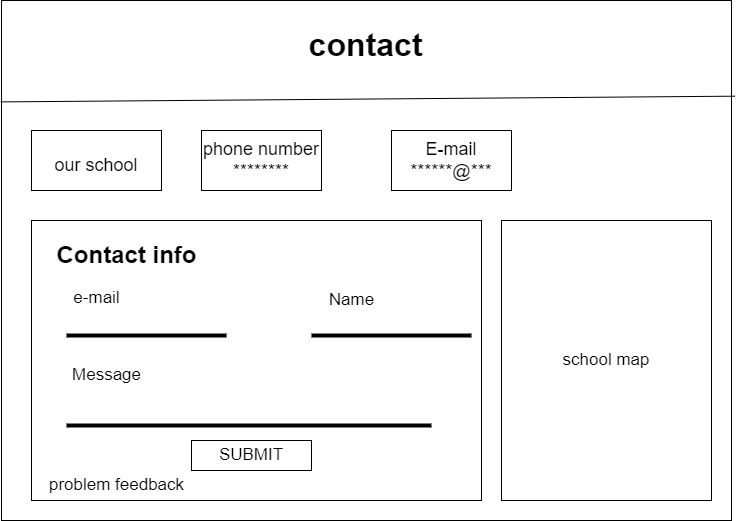 contact
our school
phone number
********
E-mail
******@***
Contact info
e-mail
Name
Message
SUBMIT
problem feedback
school map